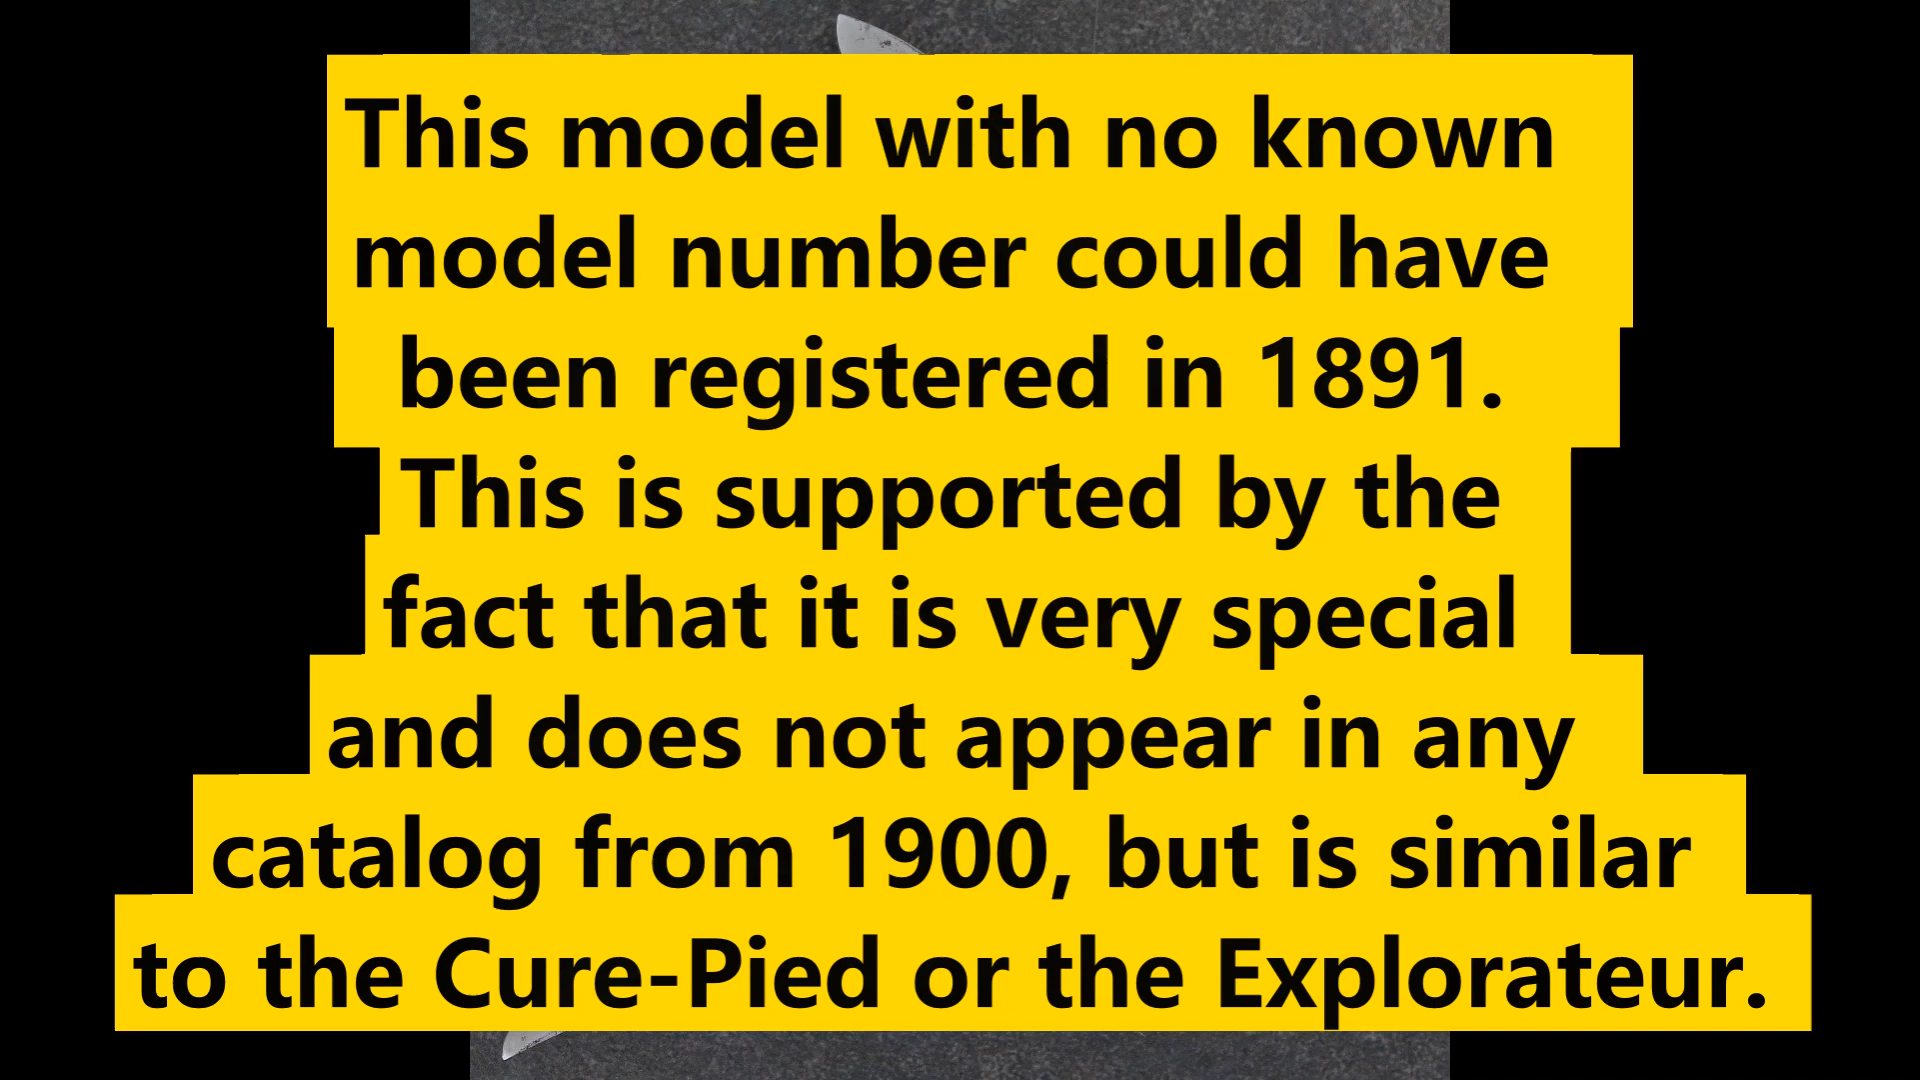 This model with no known
model number could have
been registered in 1891.
This is supported by the
fact that it is very special
and does not appear in any
catalog from 1900, but is similar
to the Cure-Pied or the Explorateur.